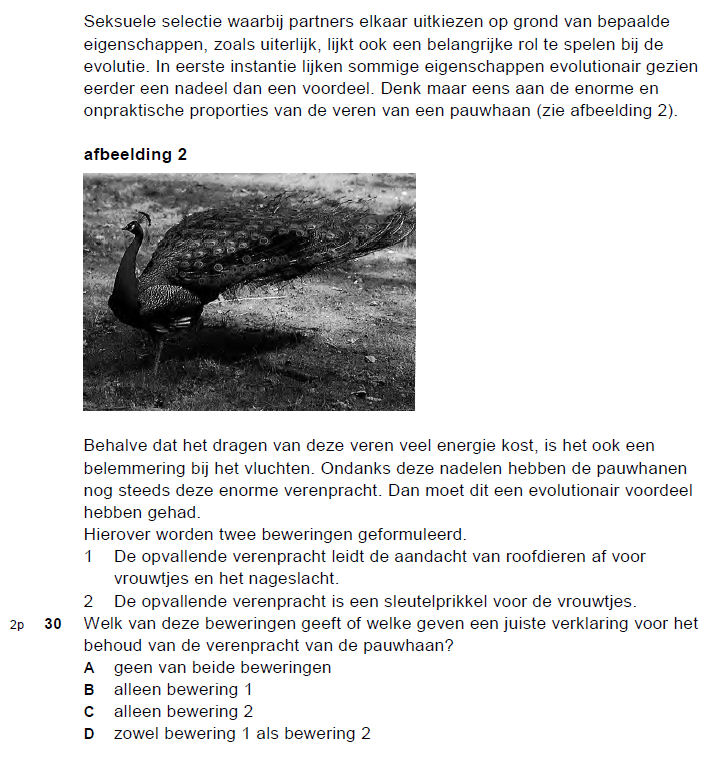 Seksuele selectie waarbij partners elkaar uitkiezen op grond van bepaalde
eigenschappen, zoals uiterlijk, lijkt ook een belangrijke rol te spelen bij de
evolutie. In eerste instantie lijken sommige eigenschappen evolutionair gezien
eerder een nadeel dan een voordeel. Denk maar eens aan de enorme en
onpraktische proporties van de veren van een pauwhaan (zie afbeelding 2).
afbeelding 2
Behalve dat het dragen van deze veren veel energie kost, is het ook een
belemmering bij het vluchten. Ondanks deze nadelen hebben de pauwhanen
nog steeds deze enorme verenpracht. Dan moet dit een evolutionair voordeel
hebben gehad.
Hierover worden twee beweringen geformuleerd.
1 De opvallende verenpracht leidt de aandacht van roofdieren af voor
vrouwtjes en het nageslacht.
2 De opvallende verenpracht is een sleutelprikkel voor de vrouwtjes.
2p 30 Welk van deze beweringen geeft of welke geven een juiste verklaring voor het
behoud van de verenpracht van de pauwhaan?
A geen van beide beweringen
B alleen bewering 1
C alleen bewering 2
D zowel bewering 1 als bewering 2